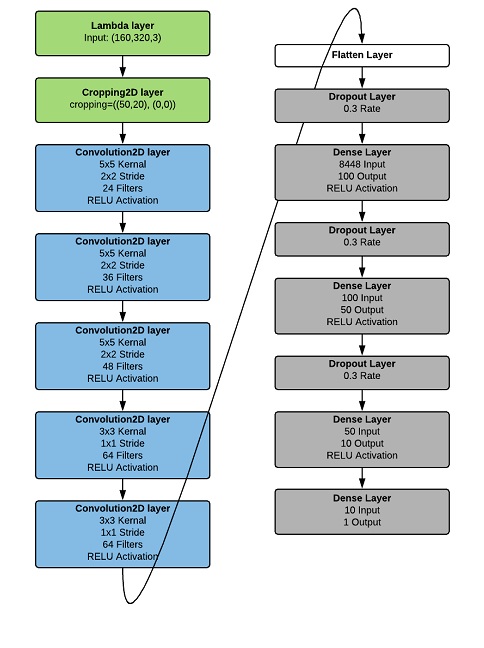 Lambda layer
Input: (160,320,3)
Cropping2D layer
cropping=((50,20), (0,0))
Convolution2D layer
5x5 Kernal
2x2 Stride
24 Filters
RELU Activation
Convolution2D layer
5x5 Kernal
2x2 Stride
36 Filters
RELU Activation
Convolution2D layer
5x5 Kernal
2x2 Stride
48 Filters
RELU Activation
Convolution2D layer
3x3 Kernal
1x1 Stride
64 Filters
RELU Activation
Convolution2D layer
3x3 Kernal
1x1 Stride
64 Filters
RELU Activation
Flatten Layer
Dropout Layer
0.3 Rate
Dense Layer
8448 Input
100 Output
RELU Activation
Dropout Layer
0.3 Rate
Dense Layer
100 Input
50 Output
RELU Activation
Dropout Layer
0.3 Rate
Dense Layer
50 Input
10 Output
RELU Activation
Dense Layer
10 Input
1 Output